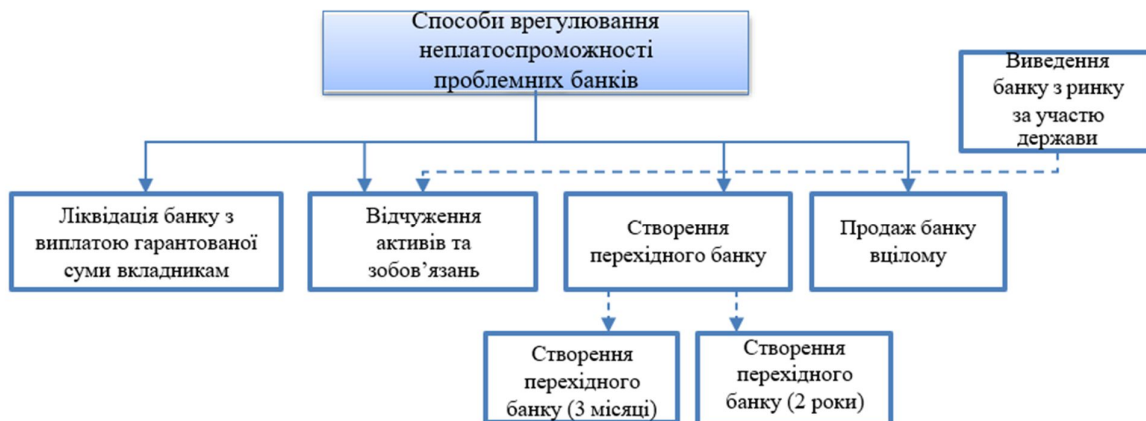 Способи врегулювання
неплатоспроможності
проблемних банків
Виведення
банку з ринку
за участю
держави
Ліквідація банку з
виплатою гарантованої
суми вкладникам
Відчуження
активів та
зобов’язань
Створення
перехідного банку
Продаж банку
вцілому
Створення
перехідного
банку (3 місяці)
Створення
перехідного
банку (2 роки)